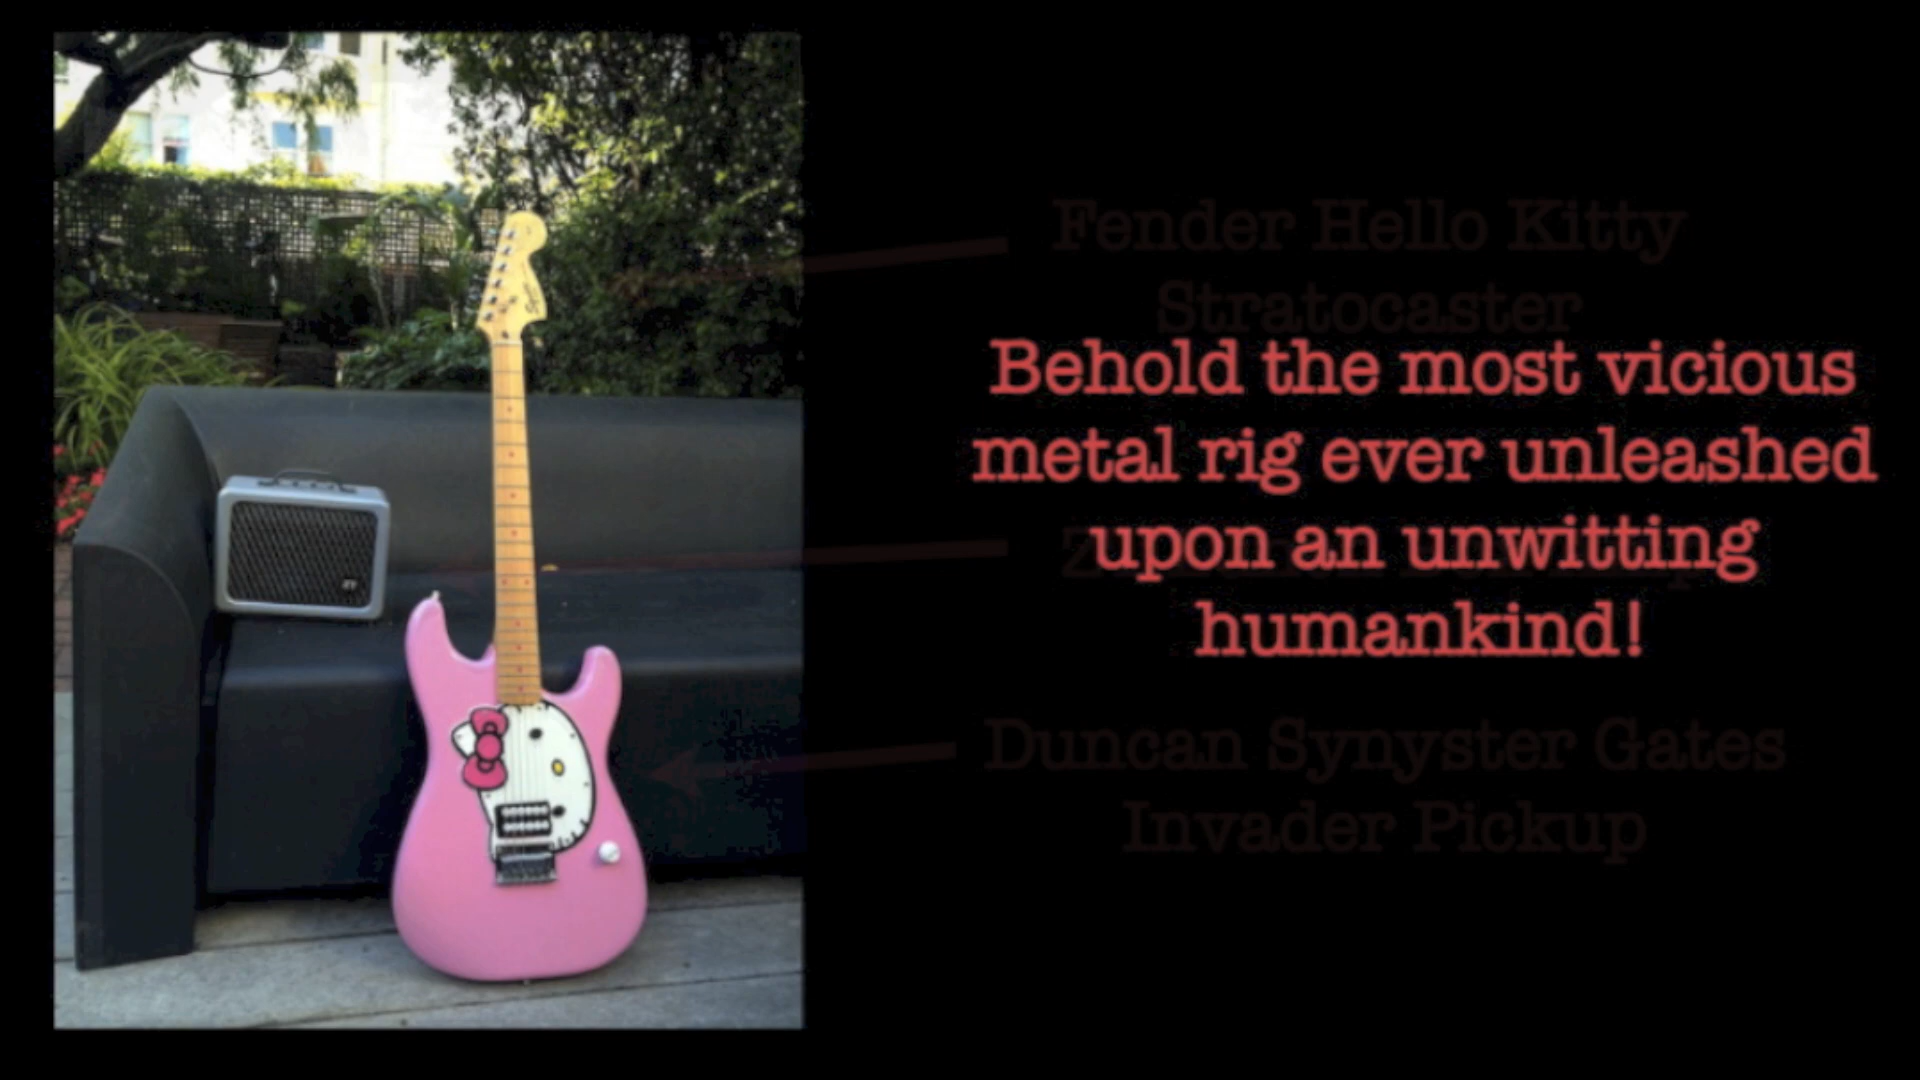 Fender Hello Kitty
Stratocaster
Behold the most vicious
metal rig ever unleashed
upon an unwitting
humankind!
Duncan Synyster Gates
Invader Pickup